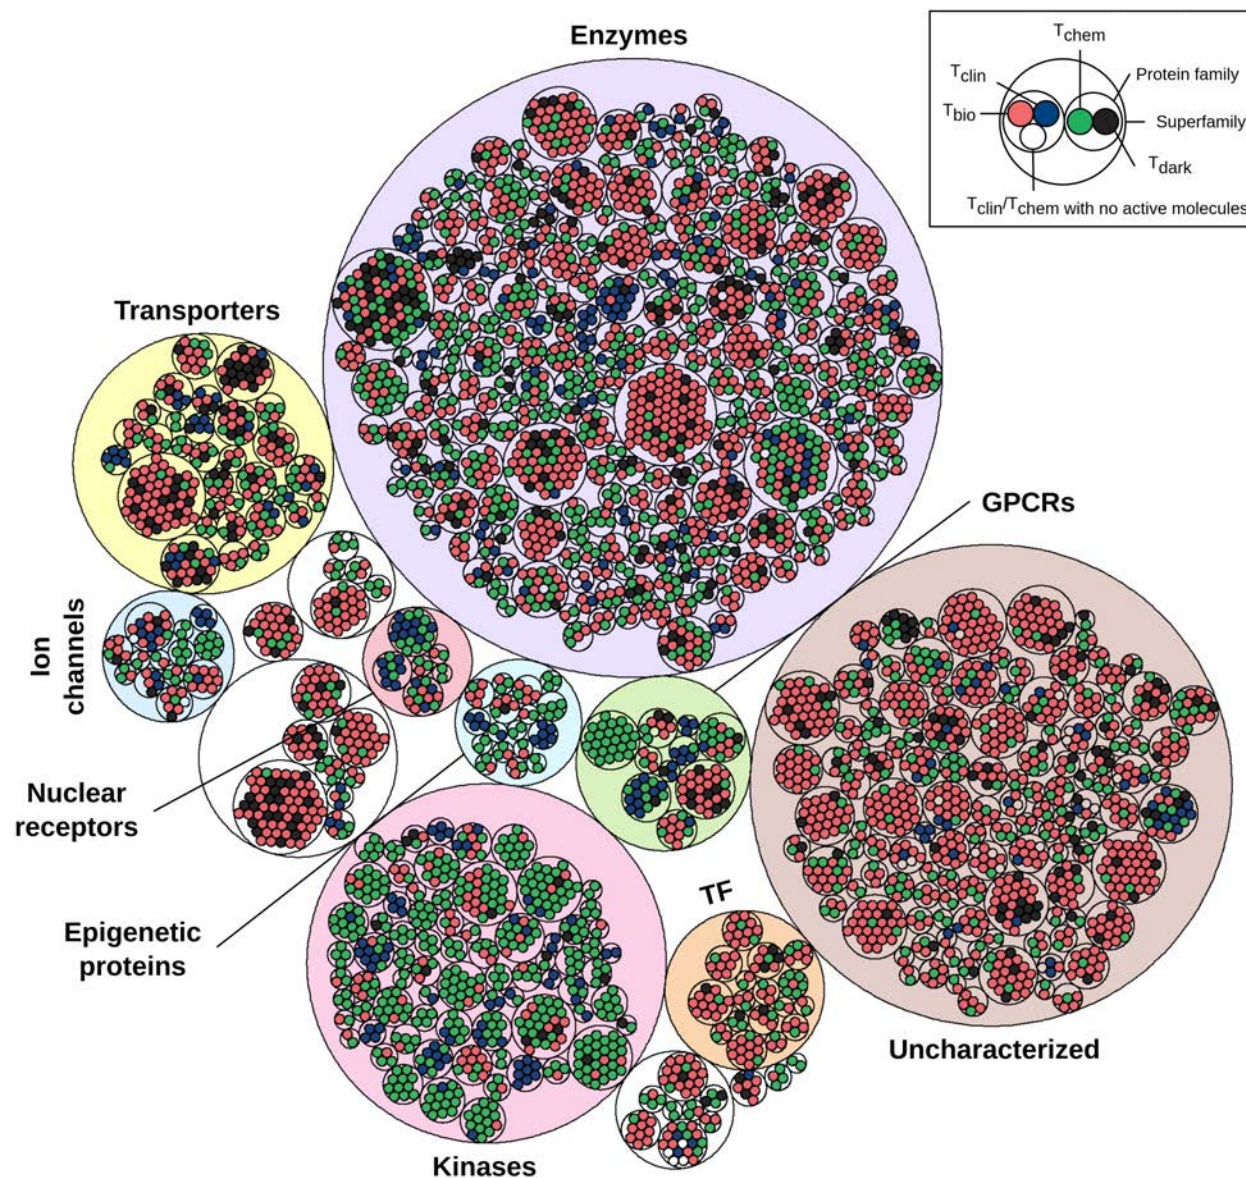 Enzymes
Tchem
Tclin
Protein family
Tbio
Superfamily
Tdark
Tclin/Tchem with no active molecules
Transporters
GPCRs
Ion
channels
Nuclear
receptors
TF
Epigenetic
proteins
Uncharacterized
Kinases